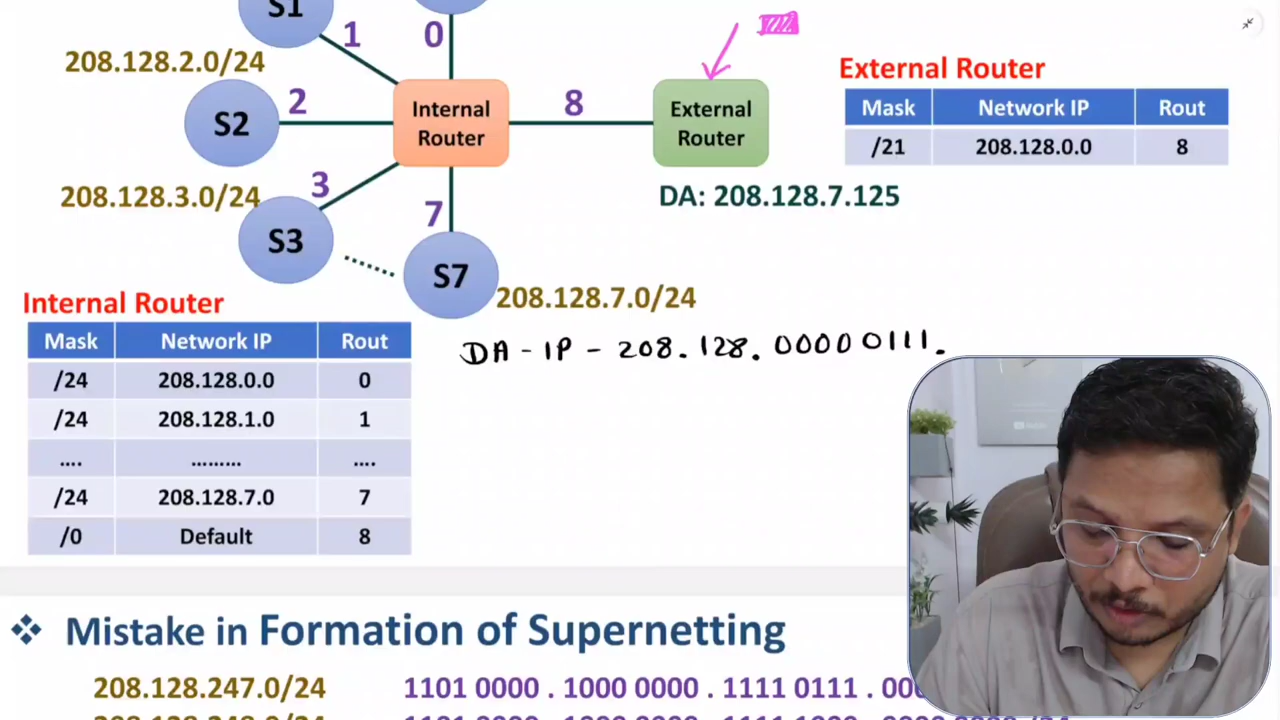 S1
1
0
208.128.2.0/24
S2
2
Internal
Router
8
External
Router
External Router
Mask Network IP Rout
/21 208.128.0.0 8
DA: 208.128.7.125
208.128.3.0/24
3
7
S3
S7
208.128.7.0/24
Internal Router
Mask Network IP Rout
/24 208.128.0.0 0
/24 208.128.1.0 1
.... ......... ....
/24 208.128.7.0 7
/0 Default 8
DA - IP - 208.128.00000111.
❖ Mistake in Formation of Supernetting
208.128.247.0/24 1101 0000 . 1000 0000 . 1111 0111 .